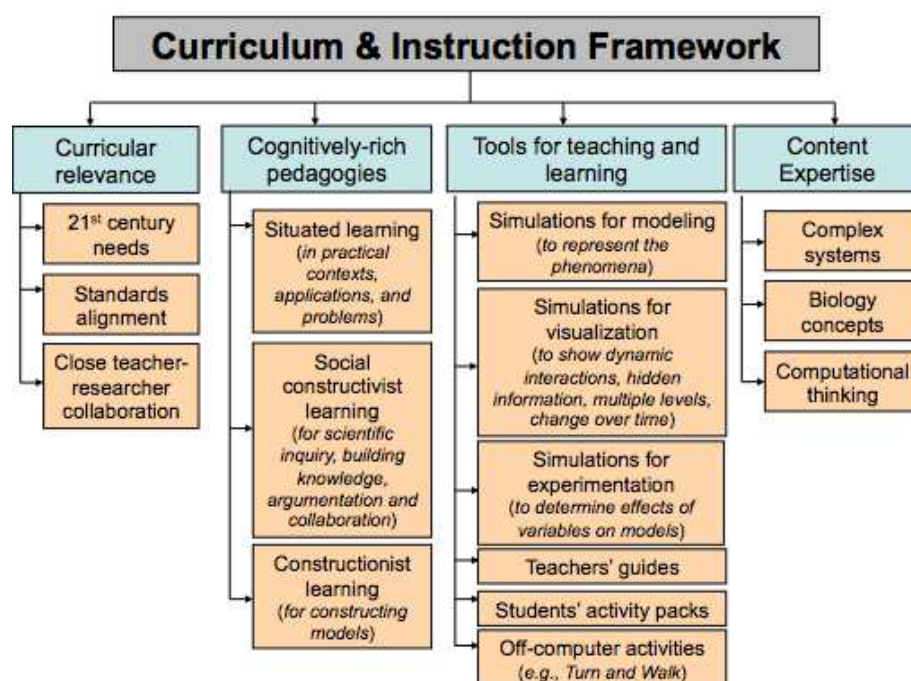 Curriculum & Instruction Framework
Curricular
relevance
21st century
needs
Standards
alignment
Close teacher-
researcher
collaboration
Cognitively-rich
pedagogies
Situated learning
(in practical
contexts,
applications, and
problems)
Social
constructivist
learning
(for scientific
inquiry, building
knowledge,
argumentation and
collaboration)
Constructionist
learning
(for constructing
models)
Tools for teaching and
learning
Simulations for modeling
(to represent the
phenomena)
Simulations for
visualization
(to show dynamic
interactions, hidden
information, multiple levels,
change over time)
Simulations for
experimentation
(to determine effects of
variables on models)
Teachers' guides
Students' activity packs
Off-computer activities
(e.g., Turn and Walk)
Content
Expertise
Complex
systems
Biology
concepts
Computational
thinking